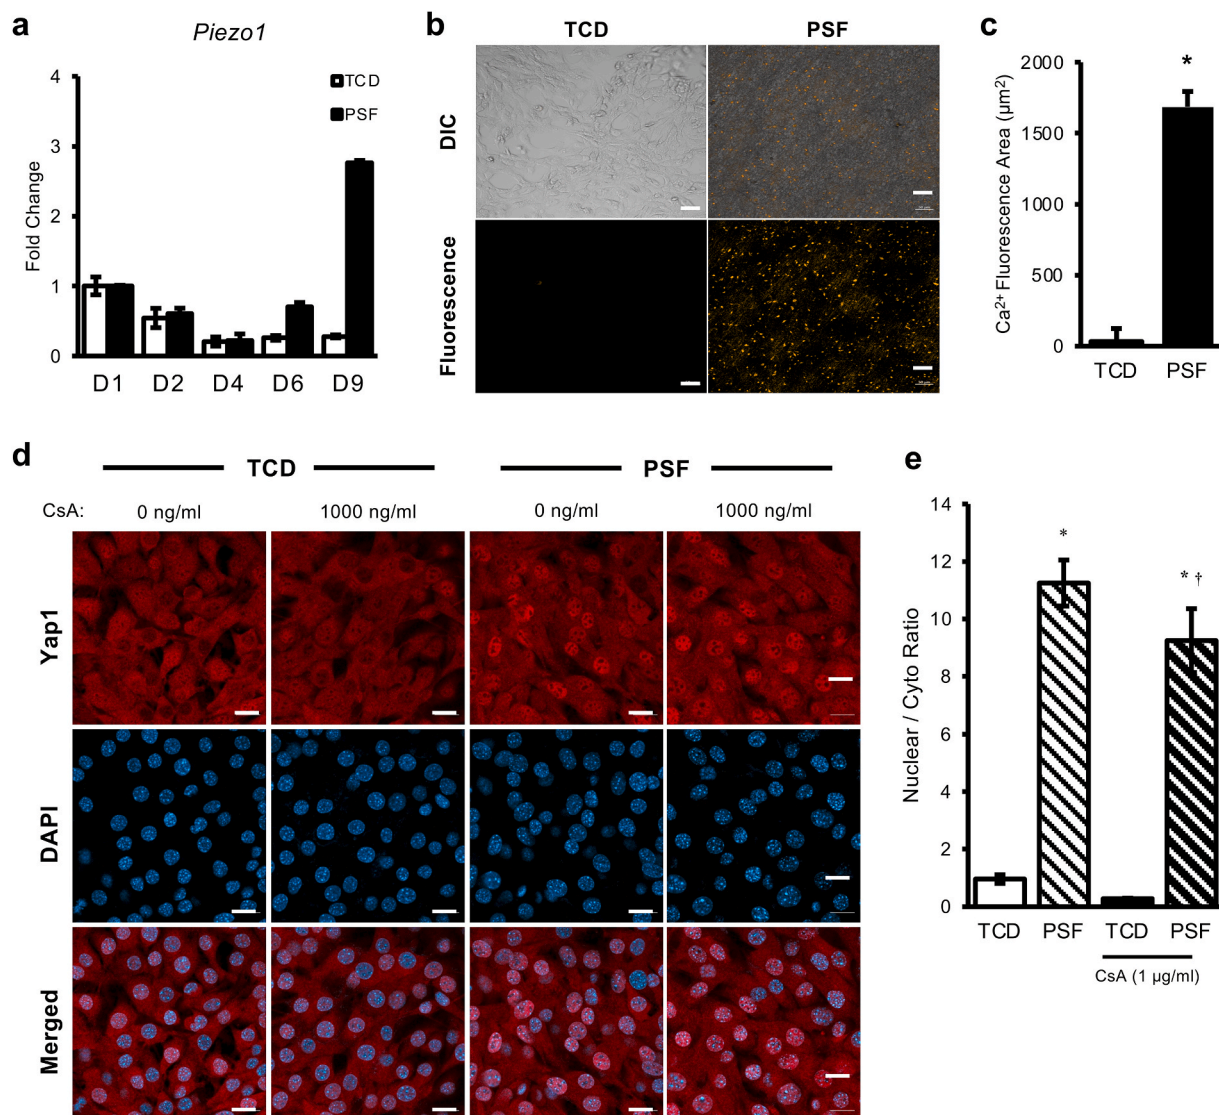 a
Piezo1
4
3
2
1
0
Fold Change
TCD
PSF
D1 D2 D4 D6 D9
b
TCD PSF
DIC
Fluorescence
c
2000
1500
1000
500
0
Ca²⁺ Fluorescence Area (µm²)
*
TCD PSF
d
TCD PSF
CsA: 0 ng/ml 1000 ng/ml 0 ng/ml 1000 ng/ml
Yap1
DAPI
Merged
e
14
12
10
8
6
4
2
0
Nuclear / Cyto Ratio
*
* †
TCD PSF TCD PSF
CsA (1 µg/ml)